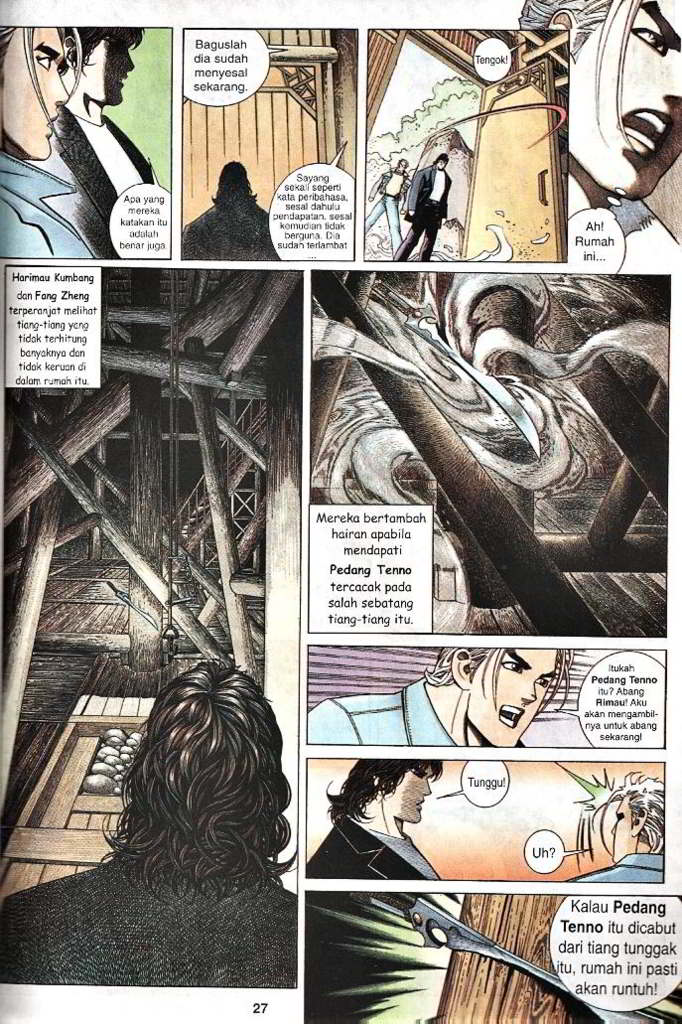 Apa yang
mereka
katakan itu
adalah
benar juga.
Baguslah
dia sudah
menyesal
sekarang.
Sayang
sekali seperti
kata peribahasa,
sesal dahulu
pendapatan, sesal
kemudian tidak
berguna. Dia
sudah terlambat
...
Tengok!
Ah!
Rumah
ini...
Harimau Kumbang
dan Fang Zheng
terperanjat melihat
tiang-tiang yang
tidak terhitung
banyaknya dan
tidak keruan di
dalam rumah itu.
Mereka bertambah
hairan apabila
mendapati
Pedang Tenno
tercacak pada
salah sebatang
tiang-tiang itu.
Itukah
Pedang Tenno
itu? Abang
Rimau! Aku
akan mengambil-
nya untuk abang
sekarang!
Tunggu!
Uh?
Kalau Pedang
Tenno itu dicabut
dari tiang tunggak
itu, rumah ini pasti
akan runtuh!
27